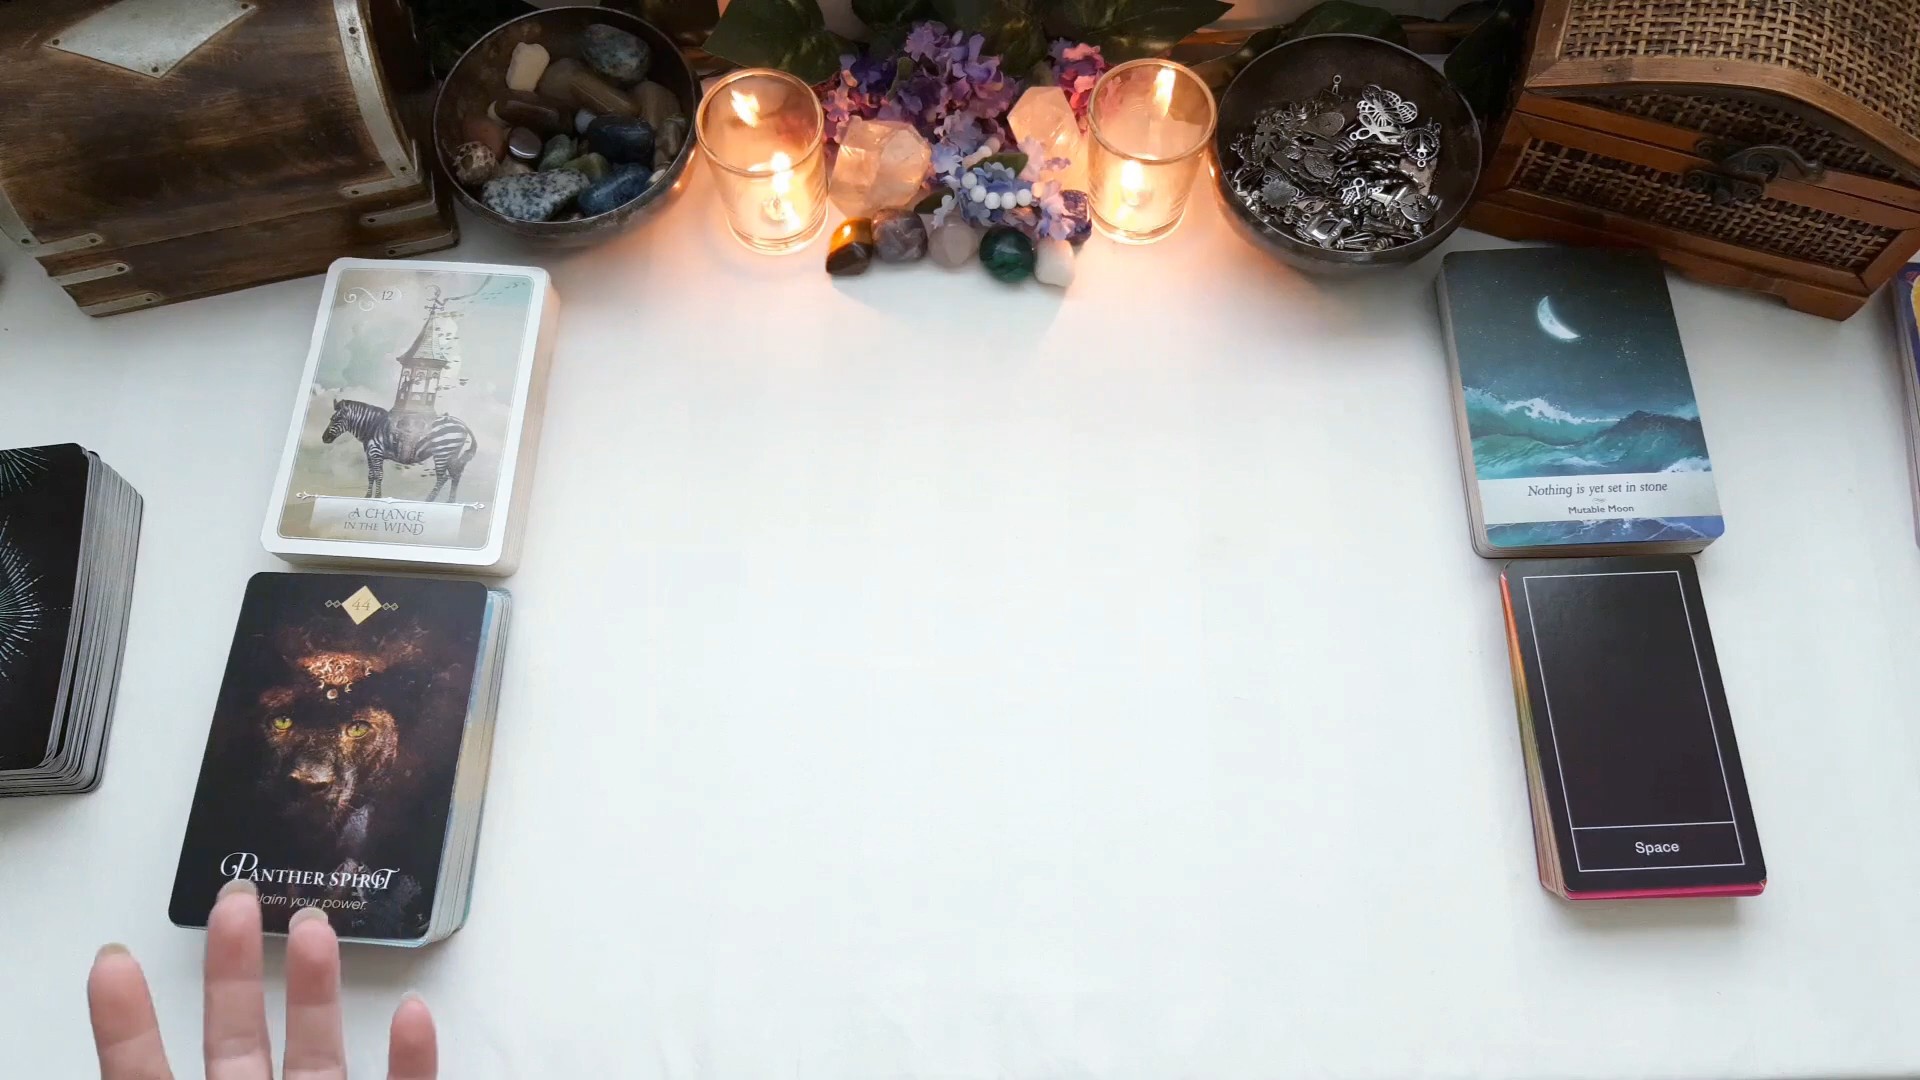 12
A CHANGE
IN THE WIND
44
PANTHER SPIRIT
your power.
Nothing is yet set in stone
Mutable Moon
Space